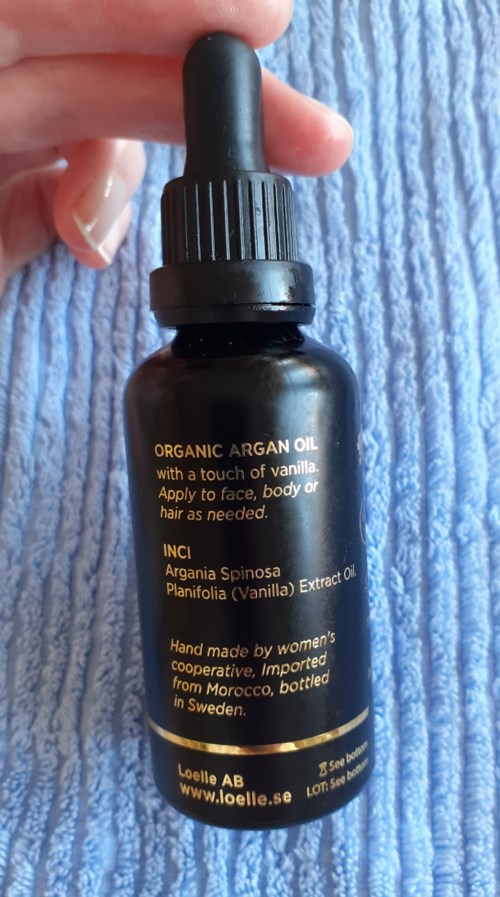 ORGANIC ARGAN OIL
with a touch of vanilla.
Apply to face, body or
hair as needed.
INCI
Argania Spinosa
Planifolia (Vanilla) Extract Oil.
Hand made by women's
cooperative, Imported
from Morocco, bottled
in Sweden.
Loelle AB
www.loelle.se
See bottom
LOT: See bottom